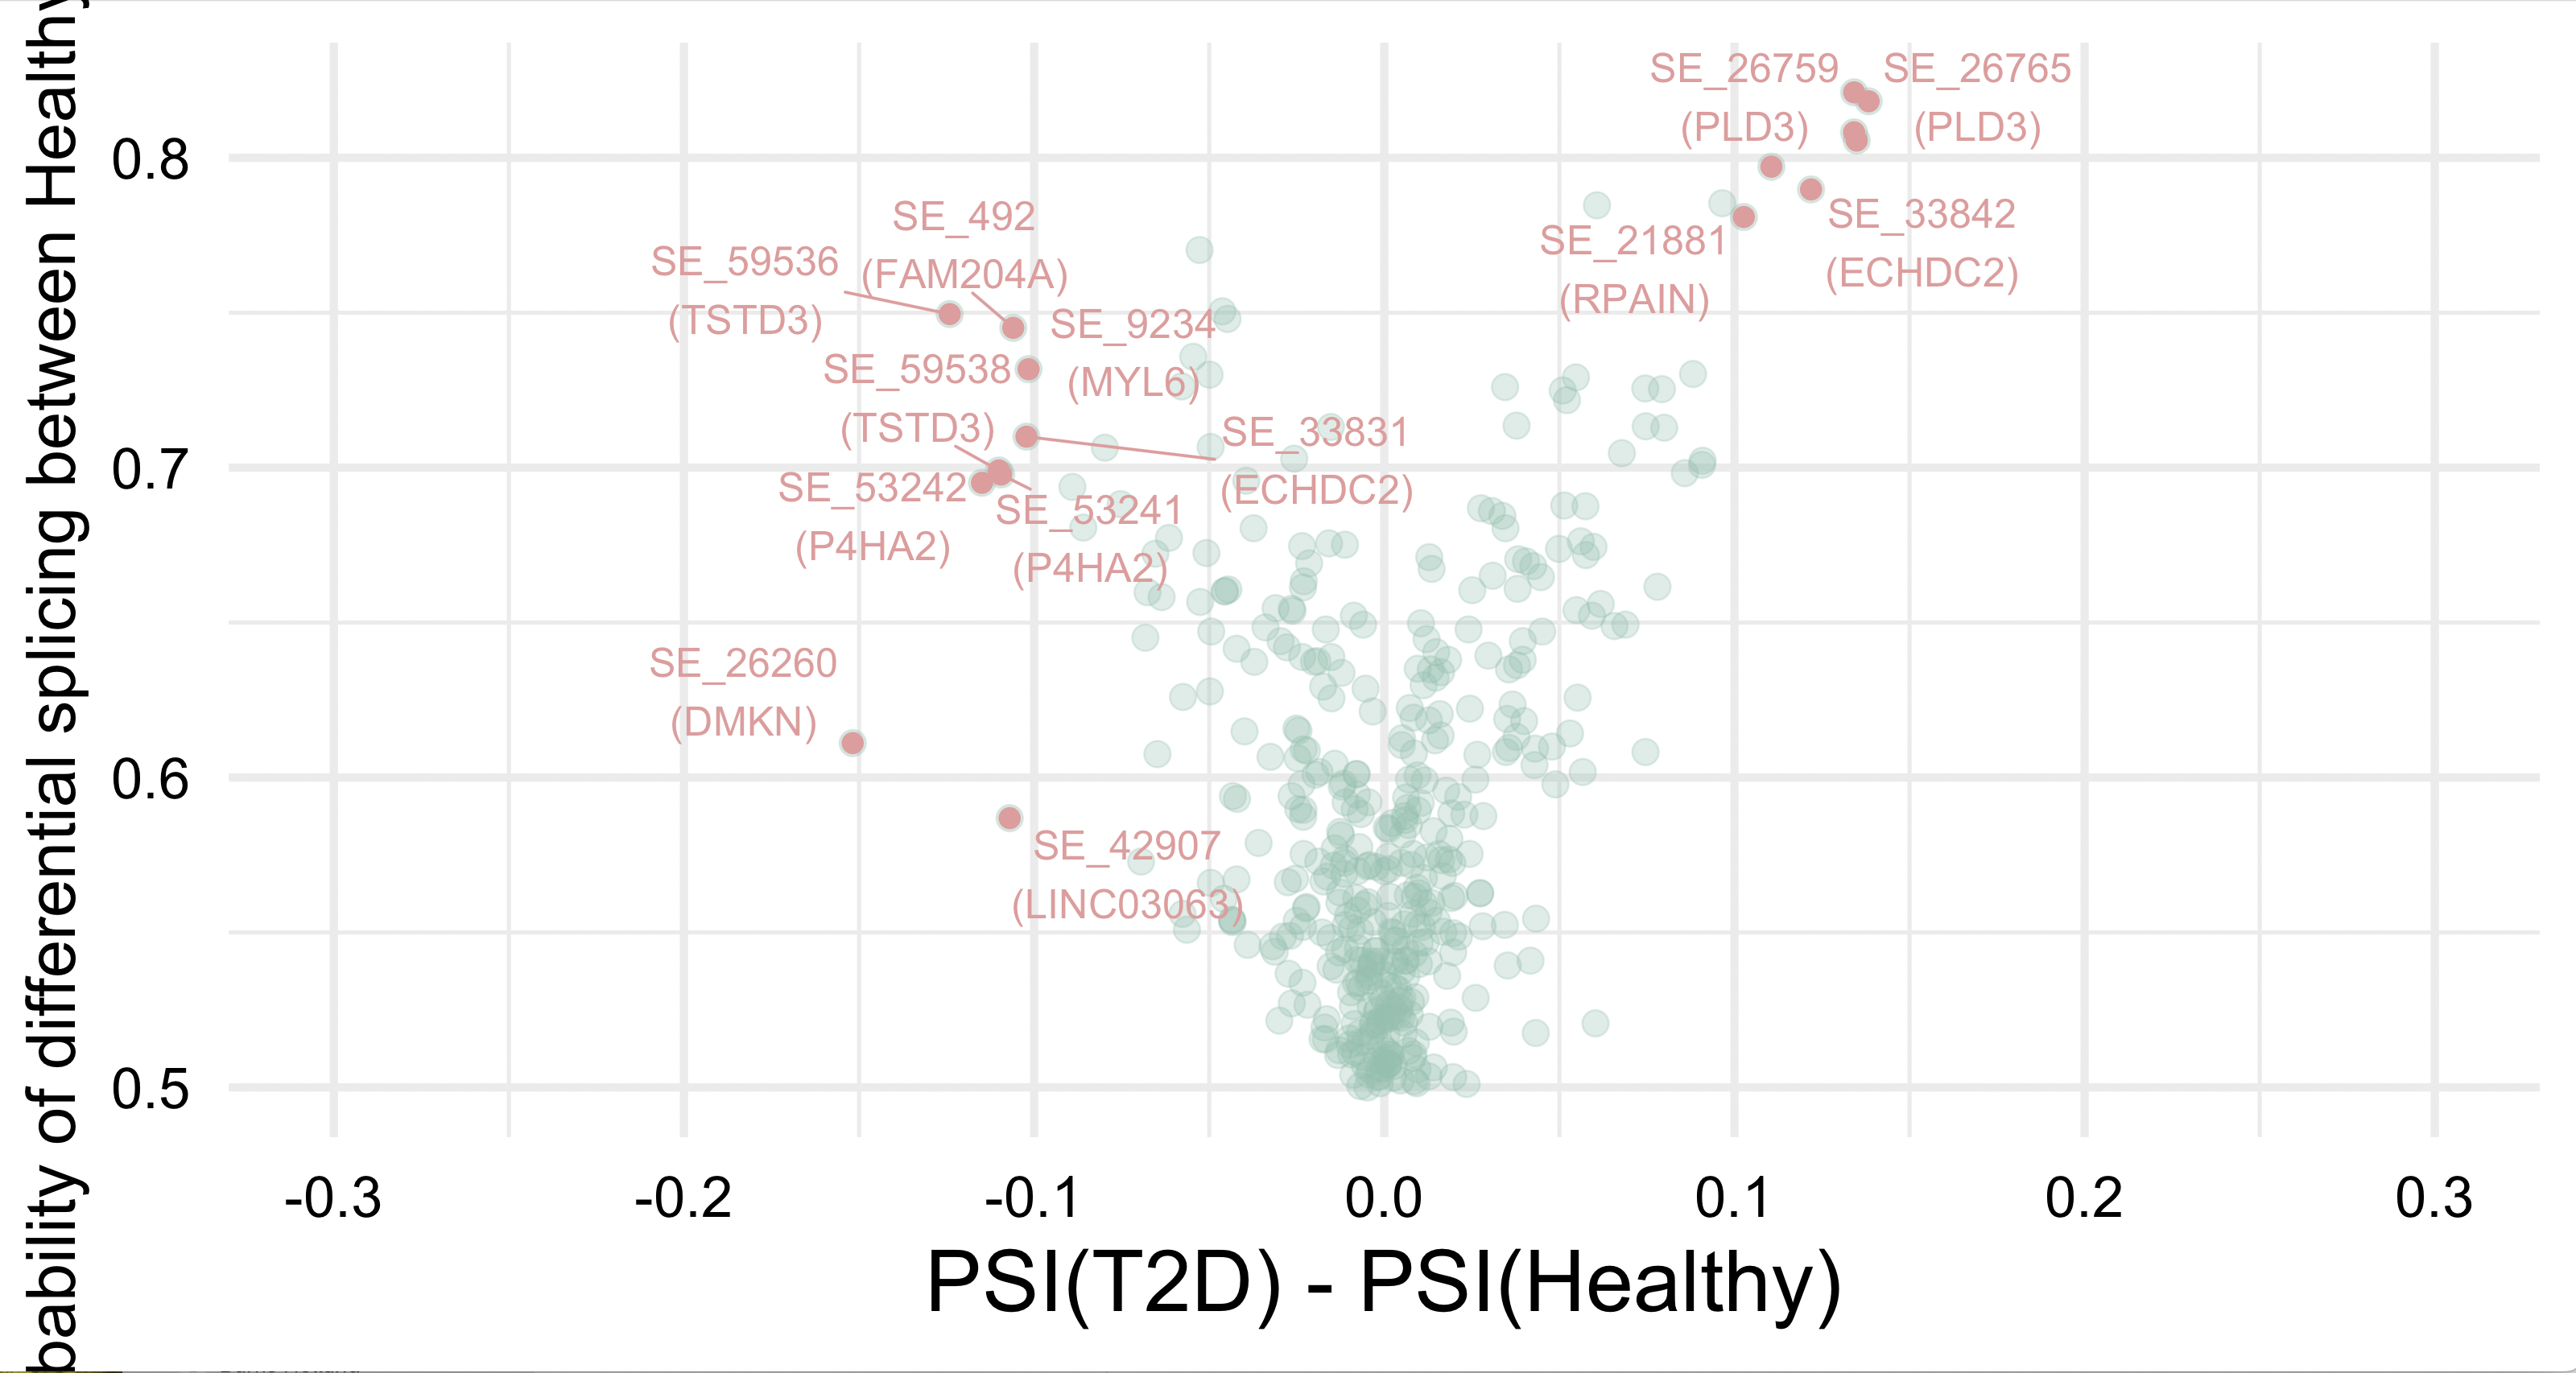 bability of differential splicing between Healthy
0.8
0.7
0.6
0.5
SE_26759
(PLD3)
SE_26765
(PLD3)
SE_33842
(ECHDC2)
SE_21881
(RPAIN)
SE_492
(FAM204A)
SE_59536
(TSTD3)
SE_9234
(MYL6)
SE_59538
(TSTD3)
SE_33831
(ECHDC2)
SE_53242
(P4HA2)
SE_53241
(P4HA2)
SE_26260
(DMKN)
SE_42907
(LINC03063)
-0.3
-0.2
-0.1
0.0
0.1
0.2
0.3
PSI(T2D) - PSI(Healthy)